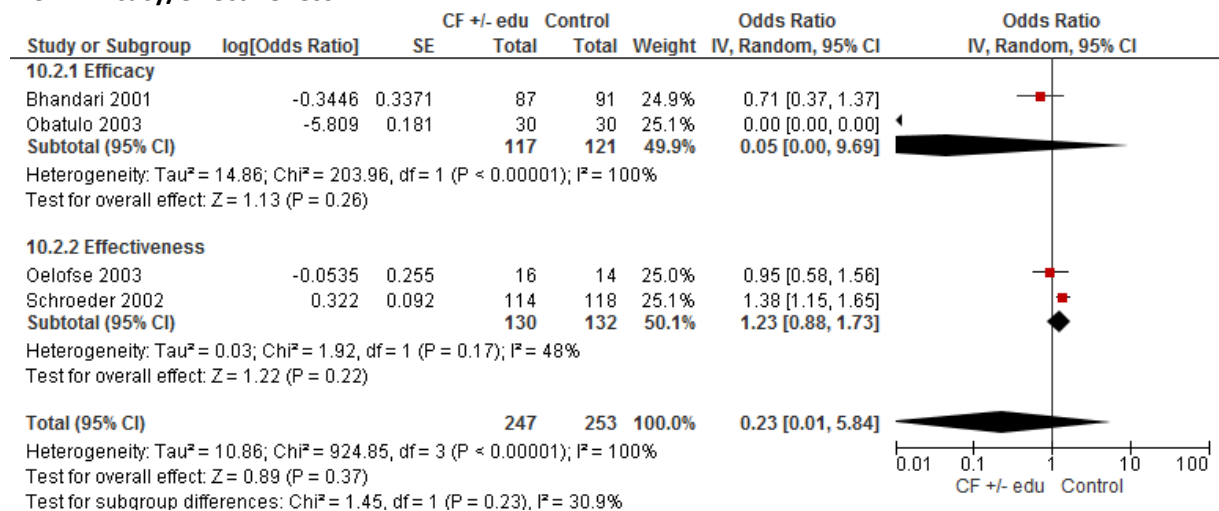 CF +/- edu Control Odds Ratio Odds Ratio
Study or Subgroup log[Odds Ratio] SE Total Total Weight IV, Random, 95% CI IV, Random, 95% CI
10.2.1 Efficacy
Bhandari 2001 -0.3446 0.3371 87 91 24.9% 0.71 [0.37, 1.37]
Obatulo 2003 -5.809 0.181 30 30 25.1% 0.00 [0.00, 0.00]
Subtotal (95% CI) 117 121 49.9% 0.05 [0.00, 9.69]
Heterogeneity: Tau² = 14.86; Chi² = 203.96, df = 1 (P < 0.00001); I² = 100%
Test for overall effect: Z = 1.13 (P = 0.26)
10.2.2 Effectiveness
Oelofse 2003 -0.0535 0.255 16 14 25.0% 0.95 [0.58, 1.56]
Schroeder 2002 0.322 0.092 114 118 25.1% 1.38 [1.15, 1.65]
Subtotal (95% CI) 130 132 50.1% 1.23 [0.88, 1.73]
Heterogeneity: Tau² = 0.03; Chi² = 1.92, df = 1 (P = 0.17); I² = 48%
Test for overall effect: Z = 1.22 (P = 0.22)
Total (95% CI) 247 253 100.0% 0.23 [0.01, 5.84]
Heterogeneity: Tau² = 10.86; Chi² = 924.85, df = 3 (P < 0.00001); I² = 100%
Test for overall effect: Z = 0.89 (P = 0.37)
Test for subgroup differences: Chi² = 1.45, df = 1 (P = 0.23), I² = 30.9%
0.01 0.1 1 10 100
CF +/- edu Control